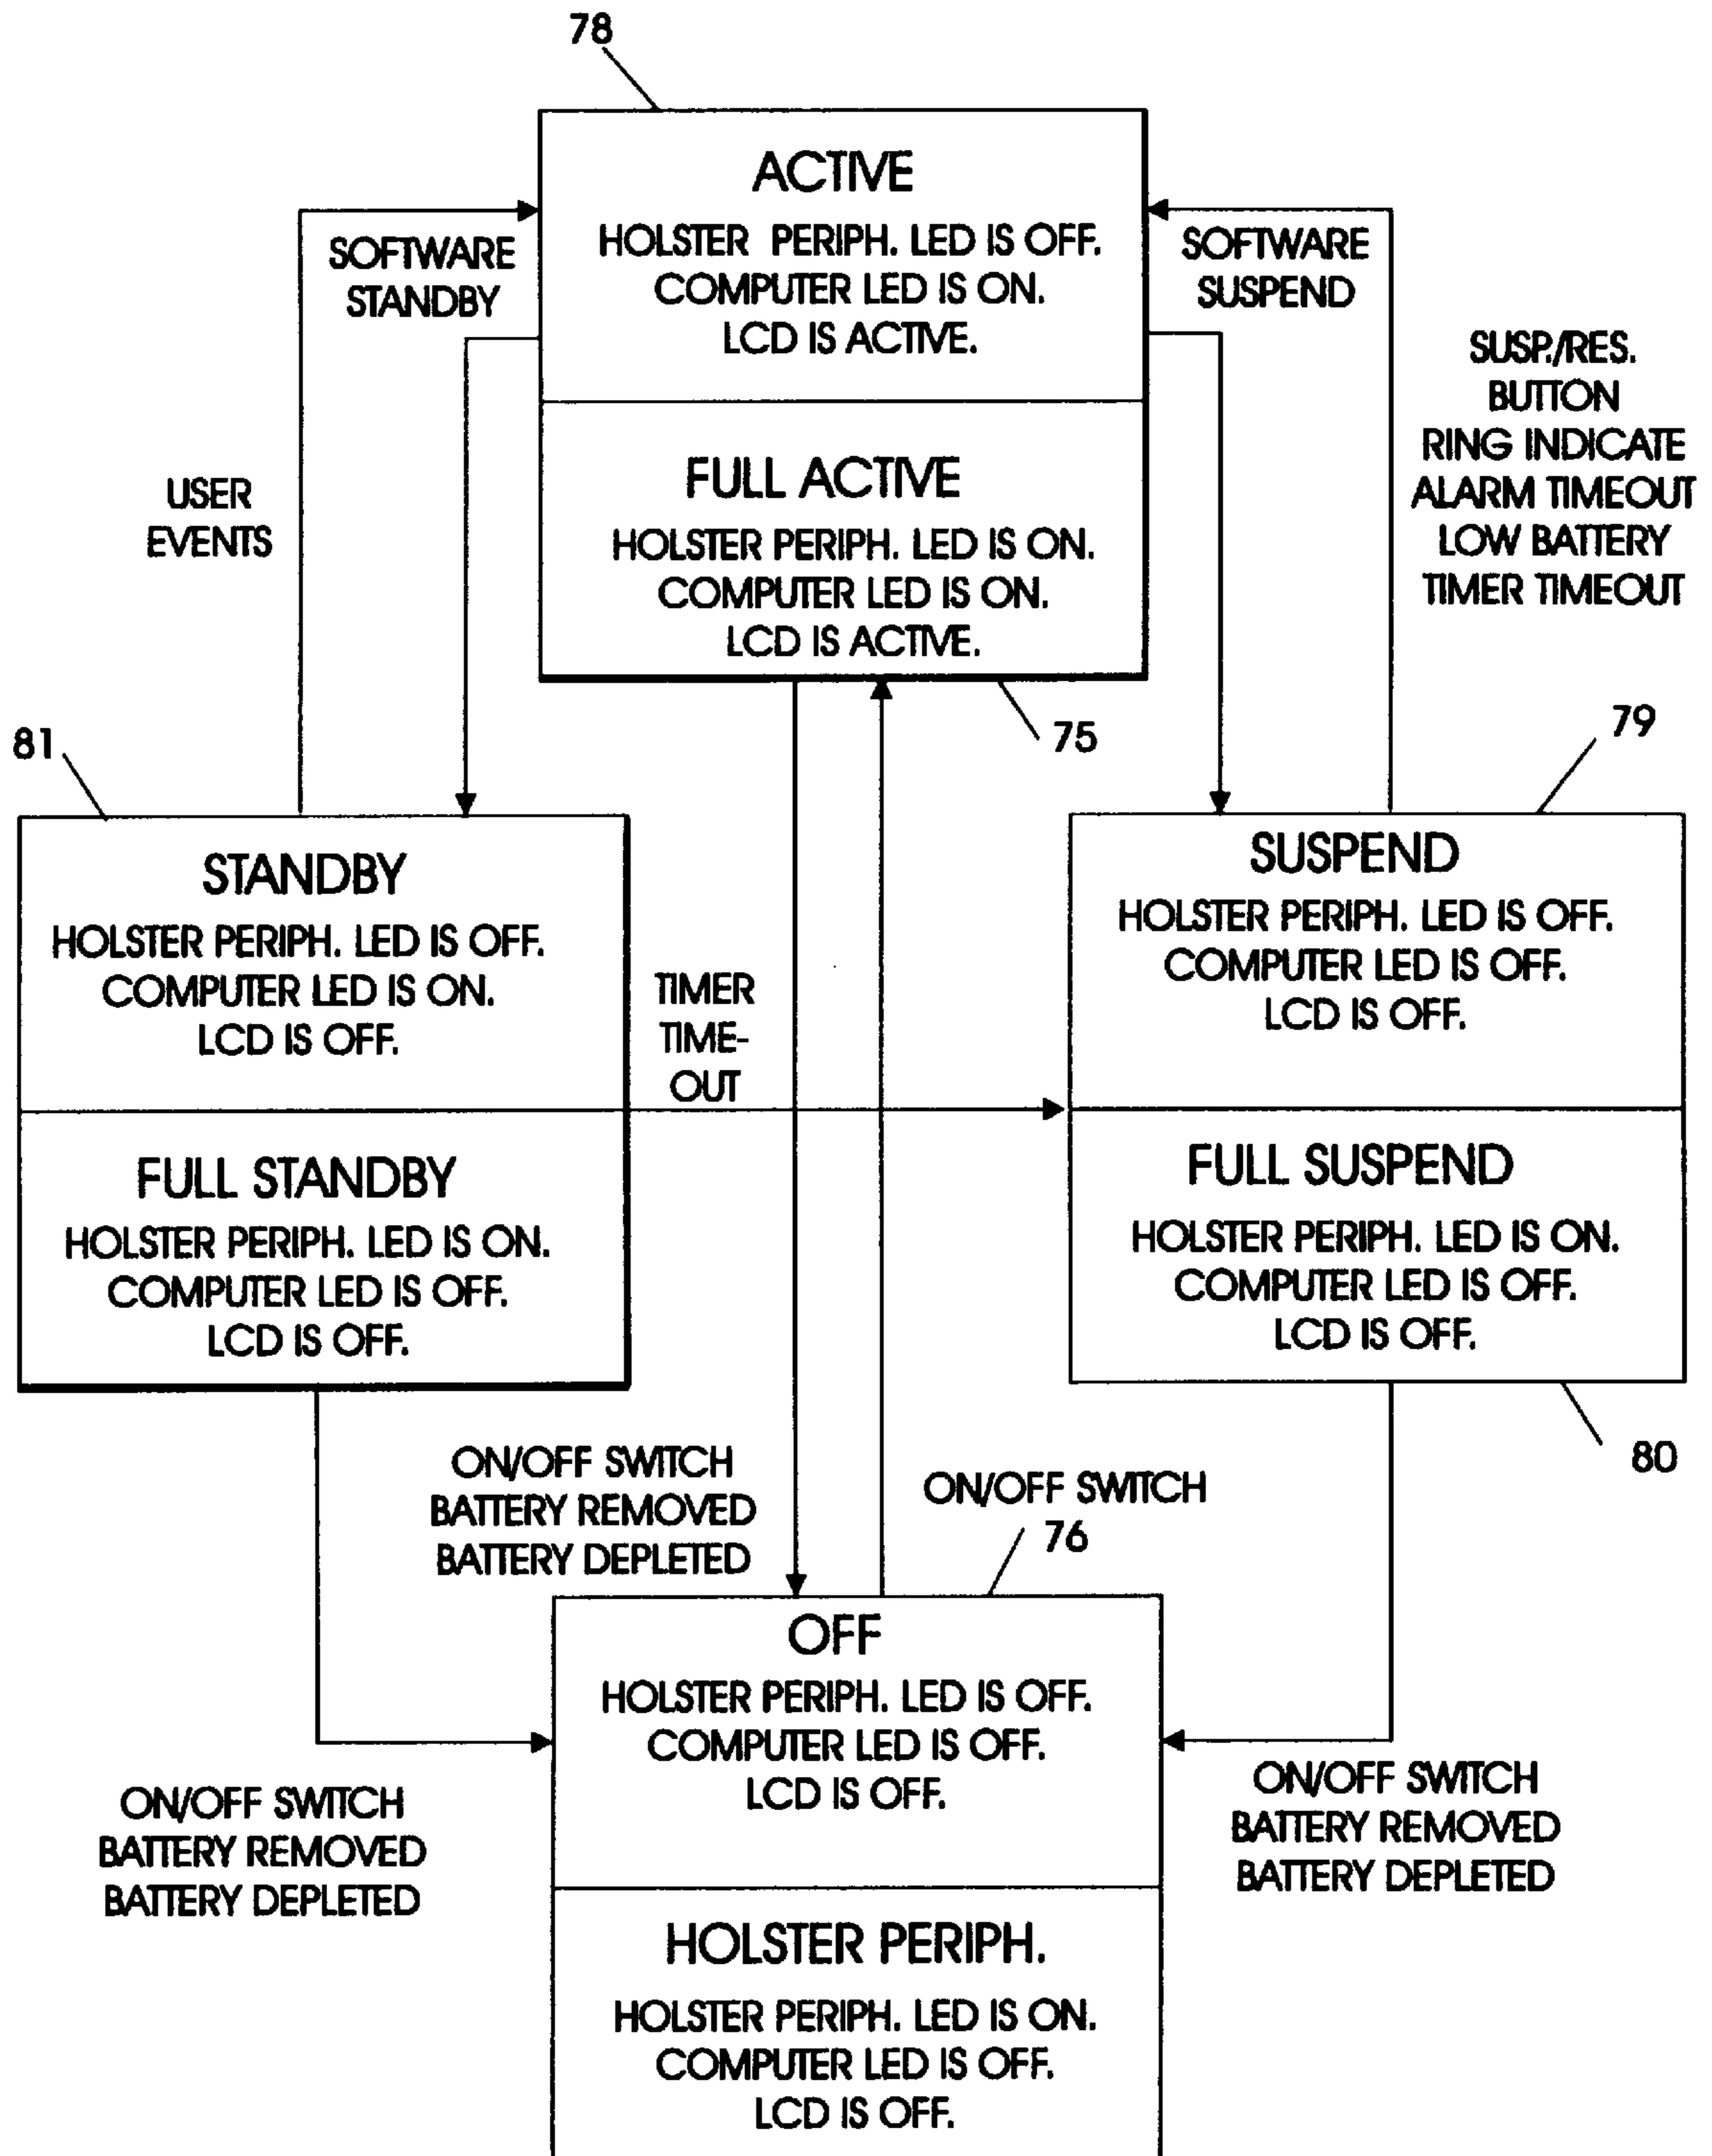 78
ACTIVE
HOLSTER PERIPH. LED IS OFF.
COMPUTER LED IS ON.
LCD IS ACTIVE.
SOFTWARE
STANDBY
SOFTWARE
SUSPEND
FULL ACTIVE
HOLSTER PERIPH. LED IS ON.
COMPUTER LED IS ON.
LCD IS ACTIVE.
USER
EVENTS
SUSP./RES.
BUTTON
RING INDICATE
ALARM TIMEOUT
LOW BATTERY
TIMER TIMEOUT
75
81
79
STANDBY
HOLSTER PERIPH. LED IS OFF.
COMPUTER LED IS ON.
LCD IS OFF.
TIMER
TIME-
OUT
SUSPEND
HOLSTER PERIPH. LED IS OFF.
COMPUTER LED IS OFF.
LCD IS OFF.
FULL STANDBY
HOLSTER PERIPH. LED IS ON.
COMPUTER LED IS OFF.
LCD IS OFF.
FULL SUSPEND
HOLSTER PERIPH. LED IS ON.
COMPUTER LED IS OFF.
LCD IS OFF.
80
ON/OFF SWITCH
BATTERY REMOVED
BATTERY DEPLETED
ON/OFF SWITCH
76
OFF
HOLSTER PERIPH. LED IS OFF.
COMPUTER LED IS OFF.
LCD IS OFF.
ON/OFF SWITCH
BATTERY REMOVED
BATTERY DEPLETED
ON/OFF SWITCH
BATTERY REMOVED
BATTERY DEPLETED
HOLSTER PERIPH.
HOLSTER PERIPH. LED IS ON.
COMPUTER LED IS OFF.
LCD IS OFF.